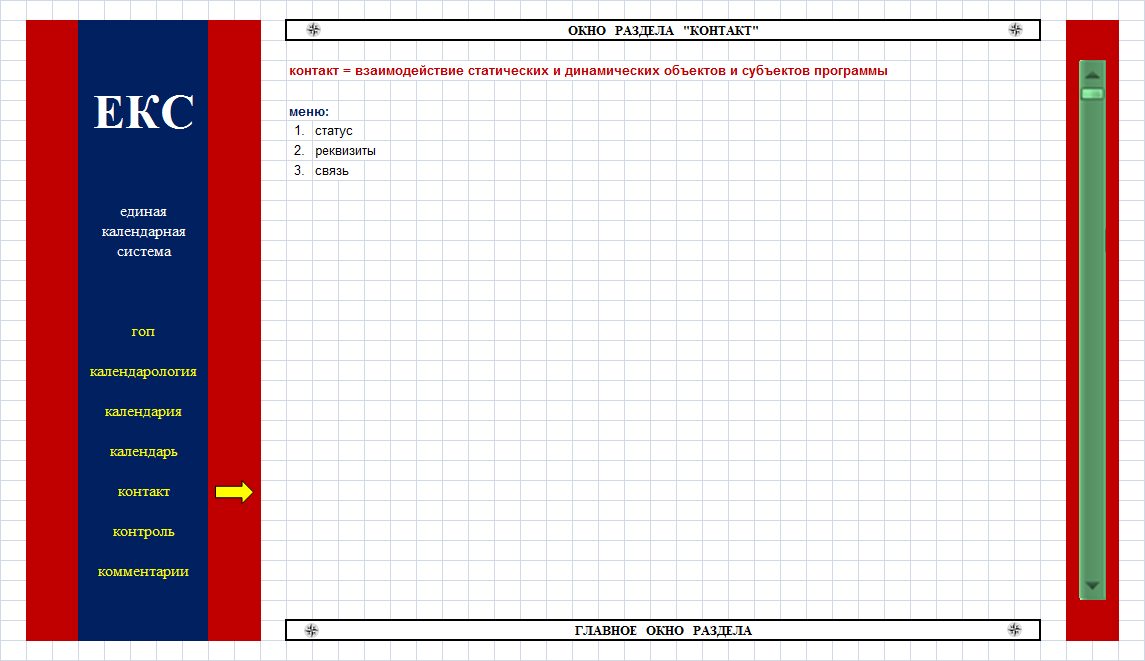 ЕКС
единая
календарная
система
гоп
календарология
календария
календарь
контакт
контроль
комментарии
ОКНО РАЗДЕЛА "КОНТАКТ"
контакт = взаимодействие статических и динамических объектов и субъектов программы
меню:
1. статус
2. реквизиты
3. связь
ГЛАВНОЕ ОКНО РАЗДЕЛА